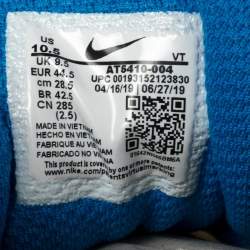 US
10.5
VT
UK 9.5
AT5410-004
EUR 44.5
UPC 00193152123830
cm 28.5
04/16/19 06/27/19
BR 42.5
CN 285
(2.5)
MADE IN VIETNAM
HECHO EN VIETNAM
FABRIQUE AU VIETNAM
FABRICADO NO VIETNA